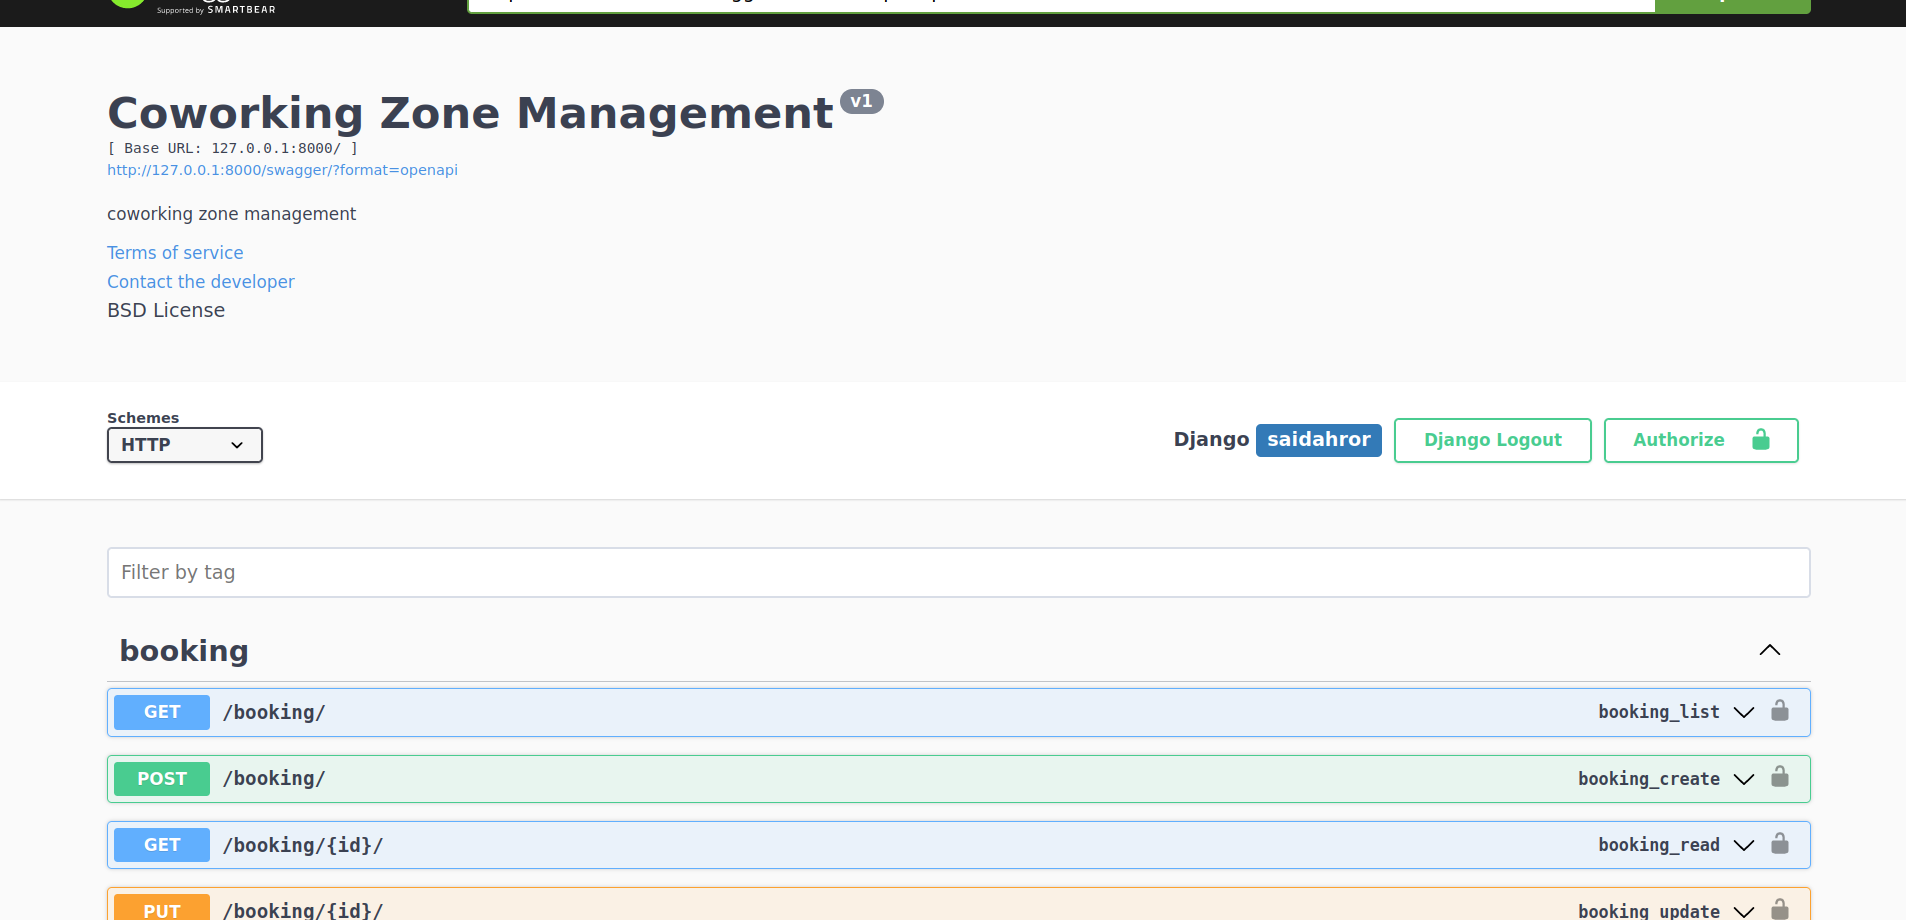 Supported by SMARTBEAR
Coworking Zone Management v1
[ Base URL: 127.0.0.1:8000/ ]
http://127.0.0.1:8000/swagger/?format=openapi
coworking zone management
Terms of service
Contact the developer
BSD License
Schemes
HTTP
Django saidahror Django Logout Authorize
Filter by tag
booking
GET /booking/ booking_list
POST /booking/ booking_create
GET /booking/{id}/ booking_read
PUT /booking/{id}/ booking_update